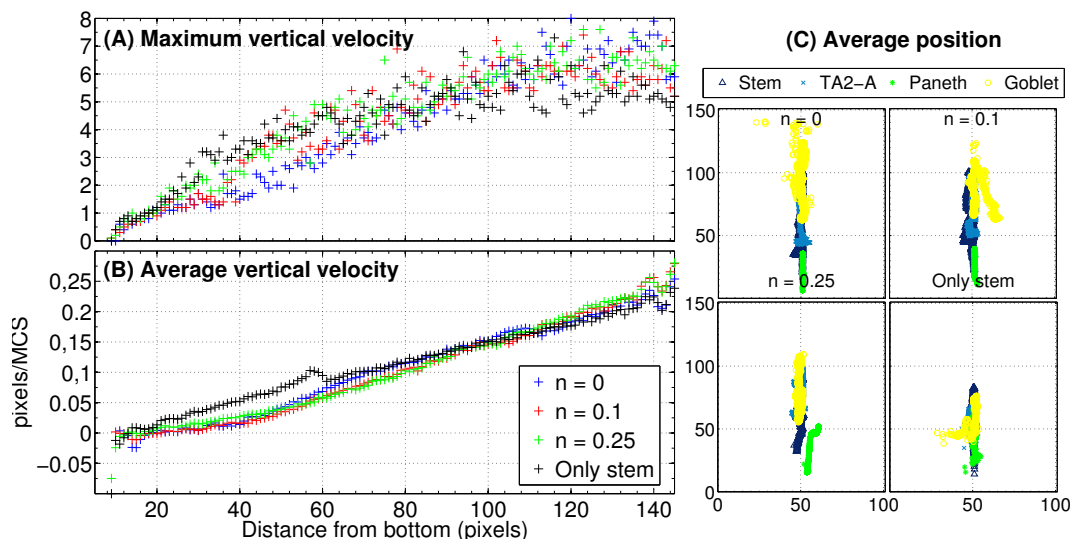 (A) Maximum vertical velocity
8
7
6
5
4
3
2
1
0
(B) Average vertical velocity
0,25
0.2
0.15
0,1
0.05
0
−0.05
pixels/MCS
n = 0
n = 0.1
n = 0.25
Only stem
20 40 60 80 100 120 140
Distance from bottom (pixels)
(C) Average position
Stem TA2-A Paneth Goblet
150
100
50
n = 0
n = 0.1
n = 0.25
Only stem
150
100
50
0
0 50 100
50 100